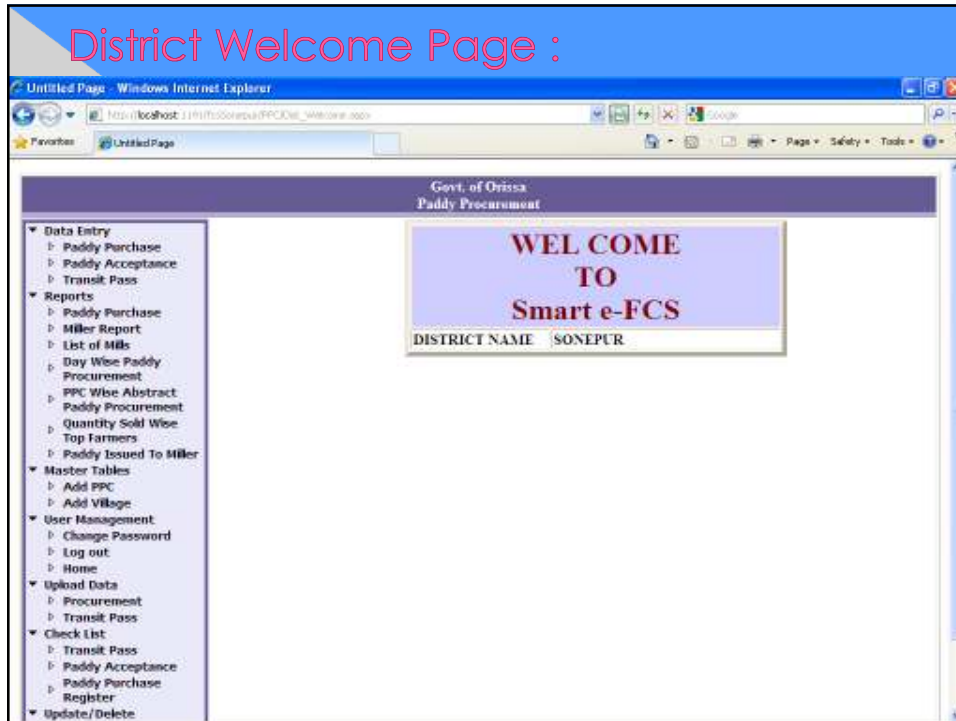 District Welcome Page :
Untitled Page - Windows Internet Explorer
Google
Favorites Untitled Page Page Safety Tools
Govt. of Orissa
Paddy Procurement
Data Entry
Paddy Purchase
Paddy Acceptance
Transit Pass
Reports
Paddy Purchase
Miller Report
List of Mills
Day Wise Paddy
Procurement
PPC Wise Abstract
Paddy Procurement
Quantity Sold Wise
Top Farmers
Paddy Issued To Miller
Master Tables
Add PPC
Add Village
User Management
Change Password
Log out
Home
Upload Data
Procurement
Transit Pass
Check List
Transit Pass
Paddy Acceptance
Paddy Purchase
Register
Update/Delete
WEL COME
TO
Smart e-FCS
DISTRICT NAME SONEPUR